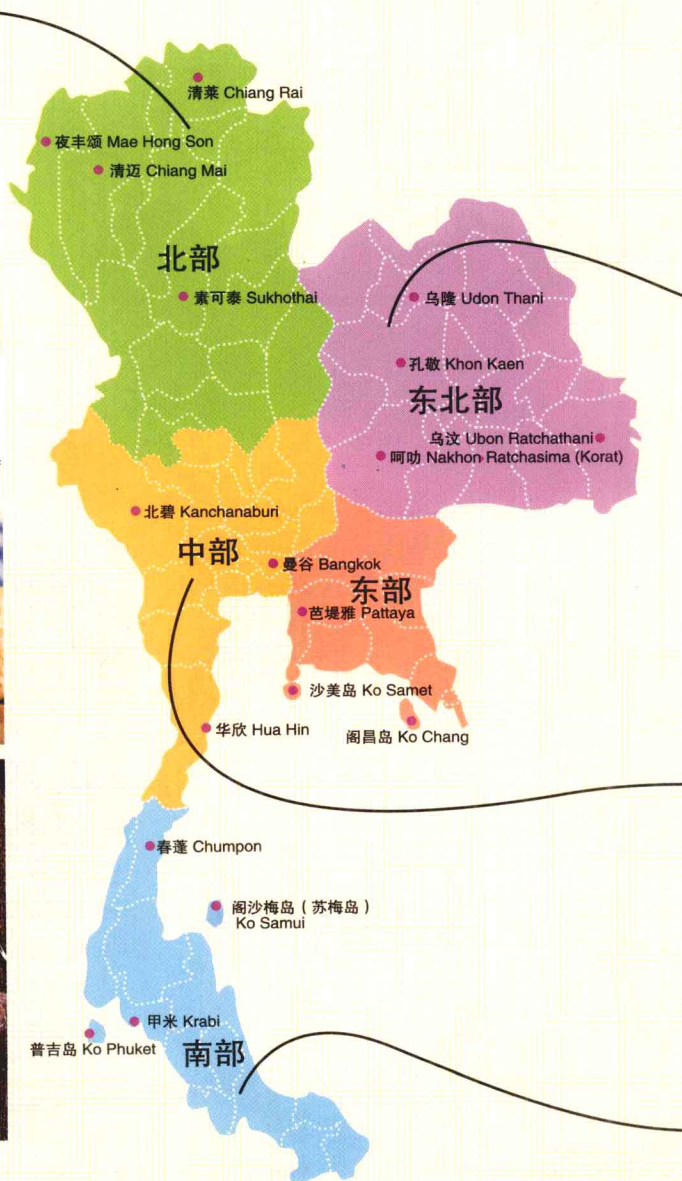 清莱 Chiang Rai
夜丰颂 Mae Hong Son
清迈 Chiang Mai
北部
素可泰 Sukhothai
乌隆 Udon Thani
孔敬 Khon Kaen
东北部
乌汶 Ubon Ratchathani
呵叻 Nakhon Ratchasima (Korat)
北碧 Kanchanaburi
中部
曼谷 Bangkok
东部
芭堤雅 Pattaya
沙美岛 Ko Samet
华欣 Hua Hin
阁昌岛 Ko Chang
春蓬 Chumpon
阁沙梅岛（苏梅岛）
Ko Samui
甲米 Krabi
普吉岛 Ko Phuket
南部